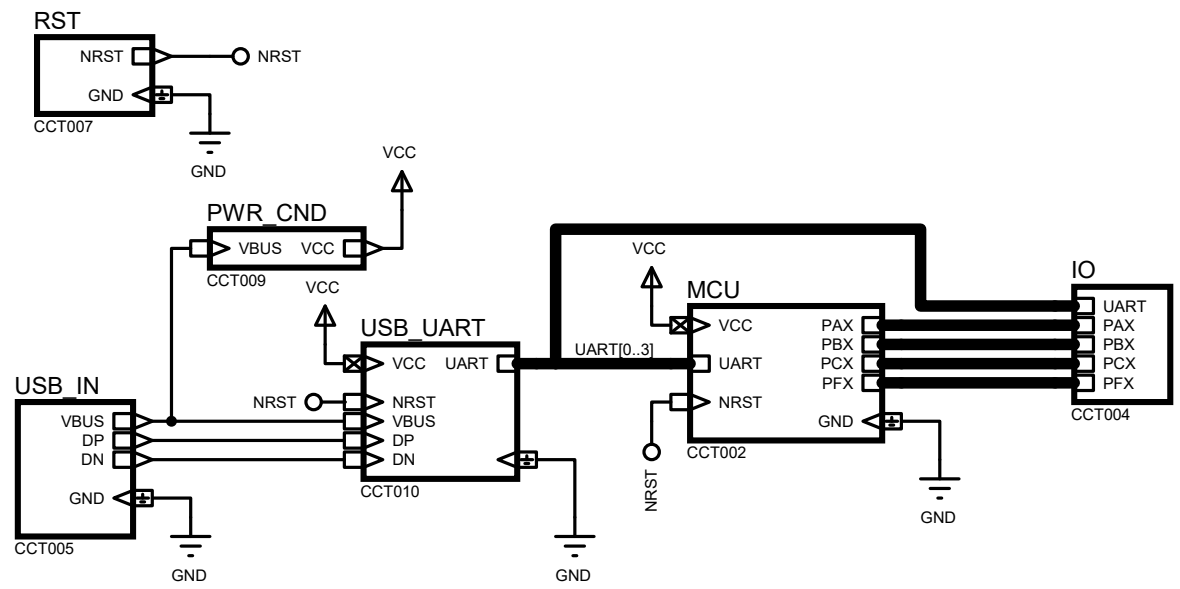 RST
NRST
NRST
GND
CCT007
GND
VCC
PWR_CND
VBUS VCC
CCT009
VCC
USB_UART
VCC UART
NRST
NRST
VBUS
DP
DN
CCT010
GND
USB_IN
VBUS
DP
DN
GND
CCT005
GND
UART[0..3]
VCC
MCU
VCC PAX
PBX
UART PCX
PFX
NRST
GND
CCT002
NRST
GND
IO
UART
PAX
PBX
PCX
PFX
CCT004